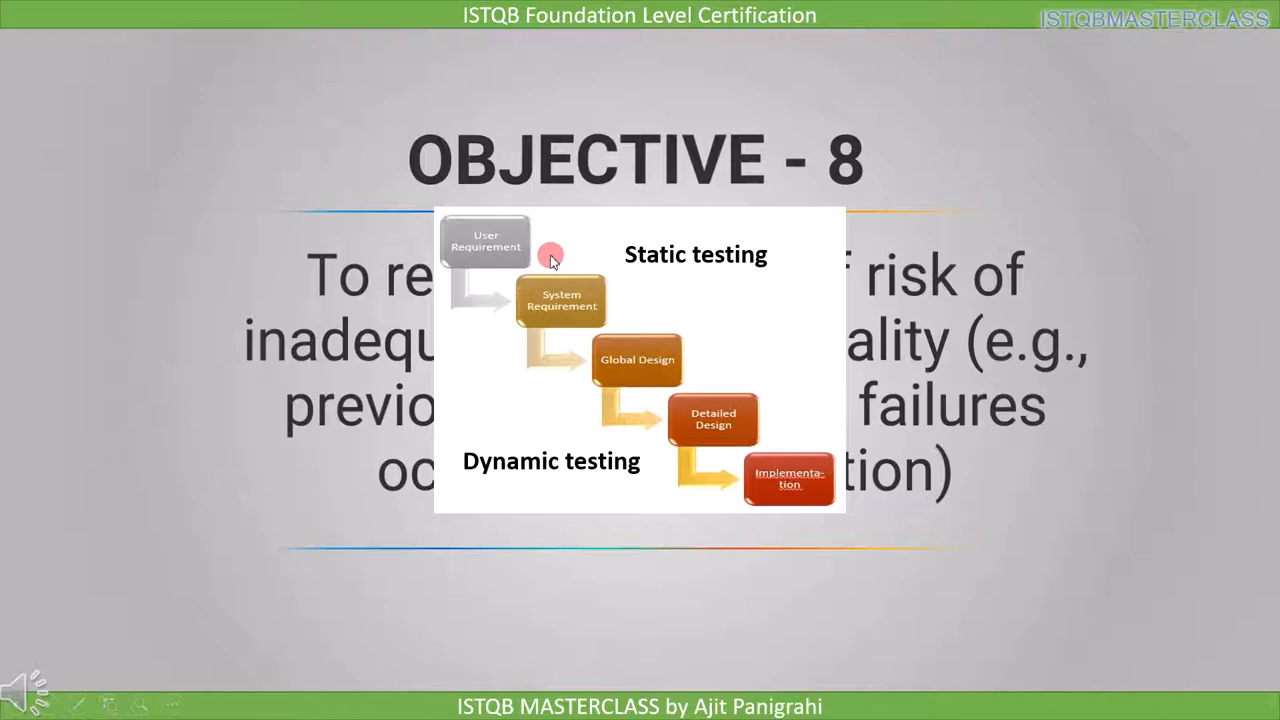 ISTQB Foundation Level Certification
ISTQBMASTERCLASS
OBJECTIVE - 8
User
Requirement
Static testing
To re
f risk of
System
Requirement
inadequ
ality (e.g.,
Global Design
previo
failures
Detailed
Design
Dynamic testing
oc
tion)
Implementa-
tion
ISTQB MASTERCLASS by Ajit Panigrahi